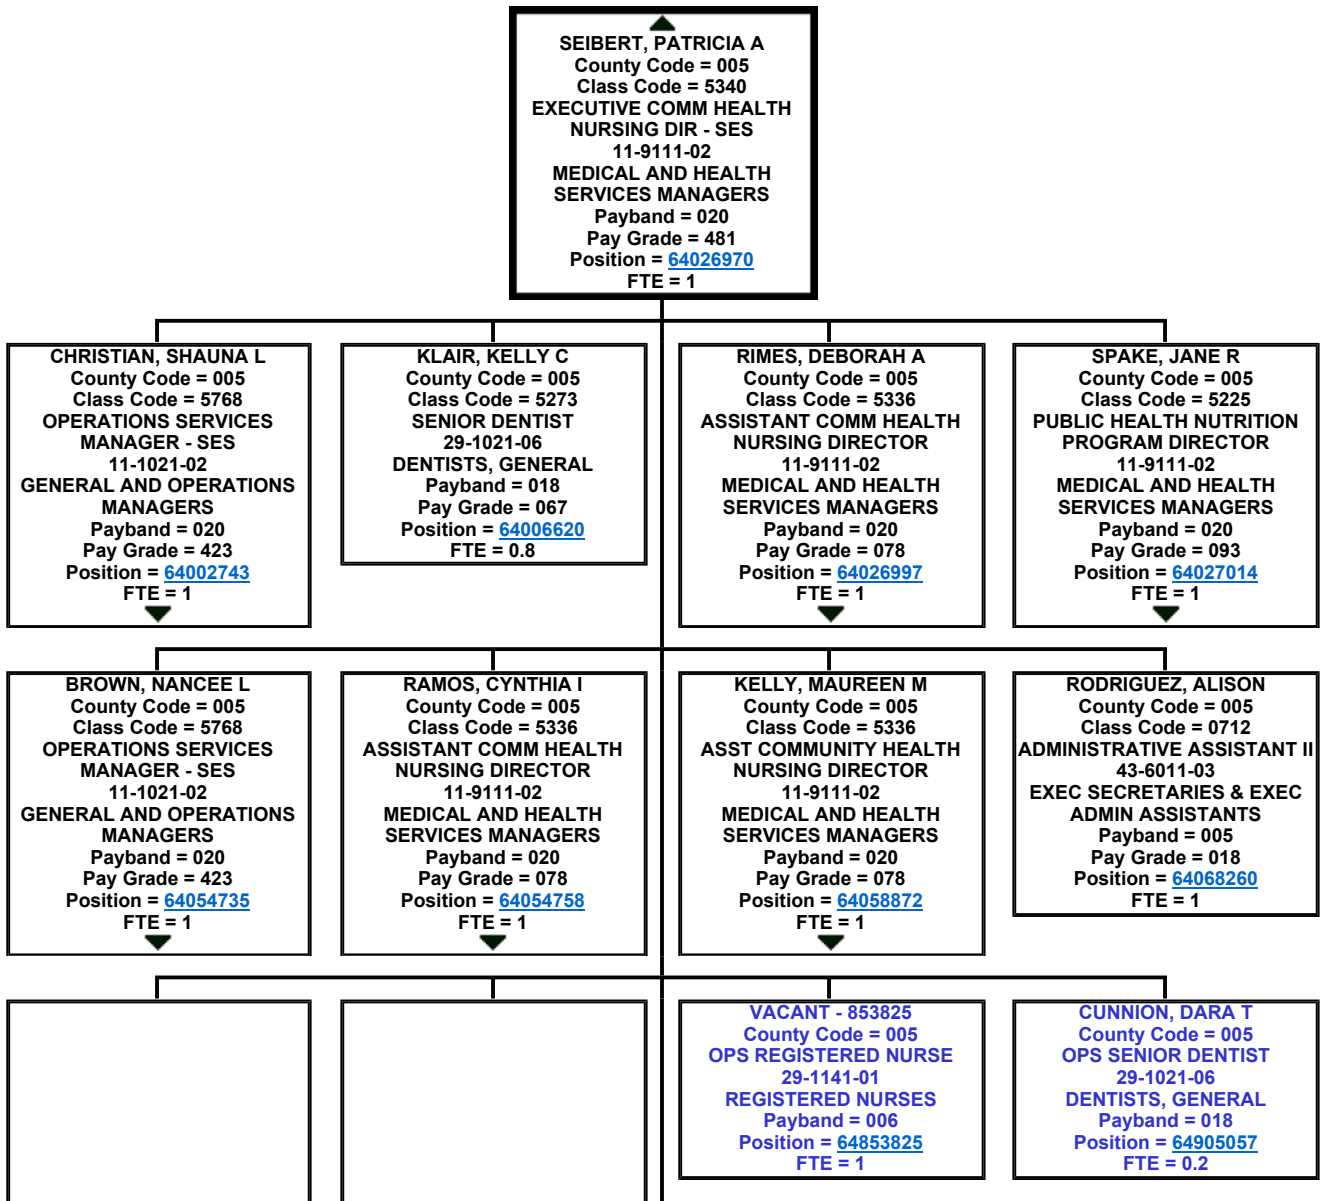 SEIBERT, PATRICIA A
County Code = 005
Class Code = 5340
EXECUTIVE COMM HEALTH
NURSING DIR - SES
11-9111-02
MEDICAL AND HEALTH
SERVICES MANAGERS
Payband = 020
Pay Grade = 481
Position = 64026970
FTE = 1
CHRISTIAN, SHAUNA L
County Code = 005
Class Code = 5768
OPERATIONS SERVICES
MANAGER - SES
11-1021-02
GENERAL AND OPERATIONS
MANAGERS
Payband = 020
Pay Grade = 423
Position = 64002743
FTE = 1
KLAIR, KELLY C
County Code = 005
Class Code = 5273
SENIOR DENTIST
29-1021-06
DENTISTS, GENERAL
Payband = 018
Pay Grade = 067
Position = 64006620
FTE = 0.8
RIMES, DEBORAH A
County Code = 005
Class Code = 5336
ASSISTANT COMM HEALTH
NURSING DIRECTOR
11-9111-02
MEDICAL AND HEALTH
SERVICES MANAGERS
Payband = 020
Pay Grade = 078
Position = 64026997
FTE = 1
SPAKE, JANE R
County Code = 005
Class Code = 5225
PUBLIC HEALTH NUTRITION
PROGRAM DIRECTOR
11-9111-02
MEDICAL AND HEALTH
SERVICES MANAGERS
Payband = 020
Pay Grade = 093
Position = 64027014
FTE = 1
BROWN, NANCEE L
County Code = 005
Class Code = 5768
OPERATIONS SERVICES
MANAGER - SES
11-1021-02
GENERAL AND OPERATIONS
MANAGERS
Payband = 020
Pay Grade = 423
Position = 64054735
FTE = 1
RAMOS, CYNTHIA I
County Code = 005
Class Code = 5336
ASSISTANT COMM HEALTH
NURSING DIRECTOR
11-9111-02
MEDICAL AND HEALTH
SERVICES MANAGERS
Payband = 020
Pay Grade = 078
Position = 64054758
FTE = 1
KELLY, MAUREEN M
County Code = 005
Class Code = 5336
ASST COMMUNITY HEALTH
NURSING DIRECTOR
11-9111-02
MEDICAL AND HEALTH
SERVICES MANAGERS
Payband = 020
Pay Grade = 078
Position = 64058872
FTE = 1
RODRIGUEZ, ALISON
County Code = 005
Class Code = 0712
ADMINISTRATIVE ASSISTANT II
43-6011-03
EXEC SECRETARIES & EXEC
ADMIN ASSISTANTS
Payband = 005
Pay Grade = 018
Position = 64068260
FTE = 1
VACANT - 853825
County Code = 005
OPS REGISTERED NURSE
29-1141-01
REGISTERED NURSES
Payband = 006
Position = 64853825
FTE = 1
CUNNION, DARA T
County Code = 005
OPS SENIOR DENTIST
29-1021-06
DENTISTS, GENERAL
Payband = 018
Position = 64905057
FTE = 0.2